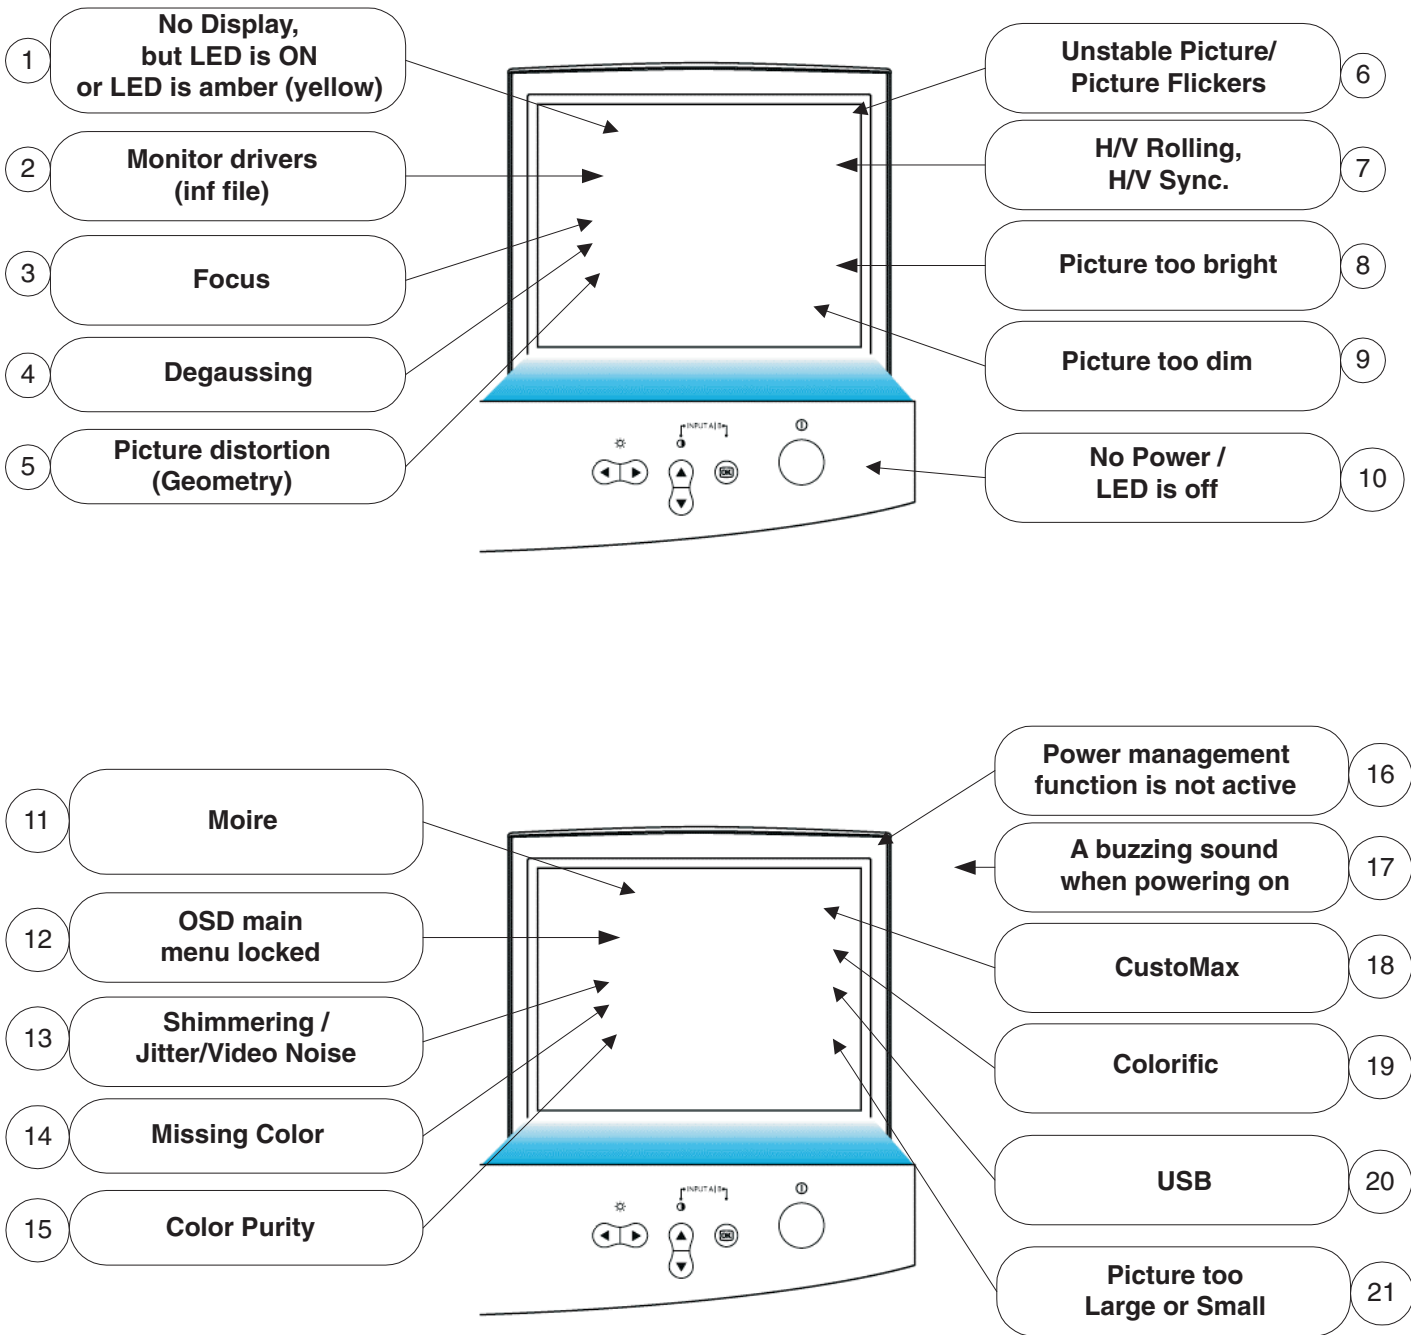 1
No Display,
but LED is ON
or LED is amber (yellow)
2
Monitor drivers
(inf file)
3
Focus
4
Degaussing
5
Picture distortion
(Geometry)
Unstable Picture/
Picture Flickers
6
H/V Rolling,
H/V Sync.
7
Picture too bright
8
Picture too dim
9
No Power /
LED is off
10
INPUT A B
OK
11
Moire
12
OSD main
menu locked
13
Shimmering /
Jitter/Video Noise
14
Missing Color
15
Color Purity
Power management
function is not active
16
A buzzing sound
when powering on
17
CustoMax
18
Colorific
19
USB
20
Picture too
Large or Small
21
INPUT A B
OK